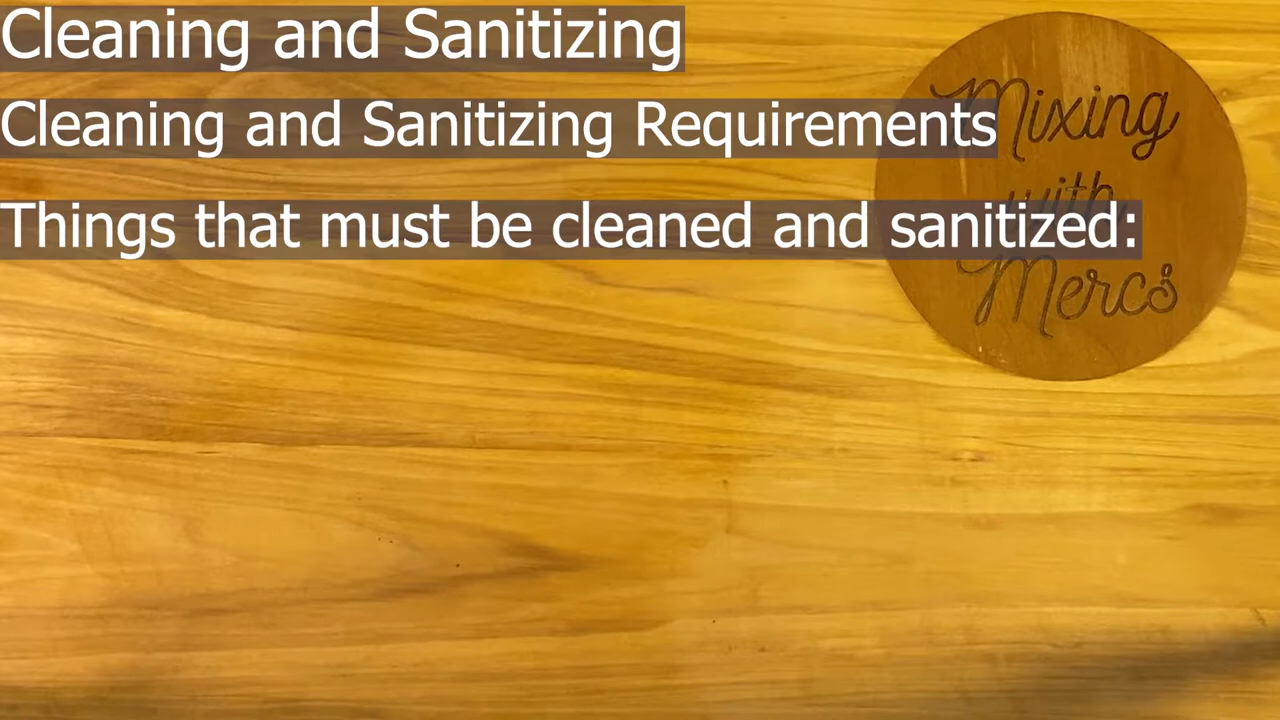 Cleaning and Sanitizing
Cleaning and Sanitizing Requirements
Things that must be cleaned and sanitized:
Mixing
with
Mercs